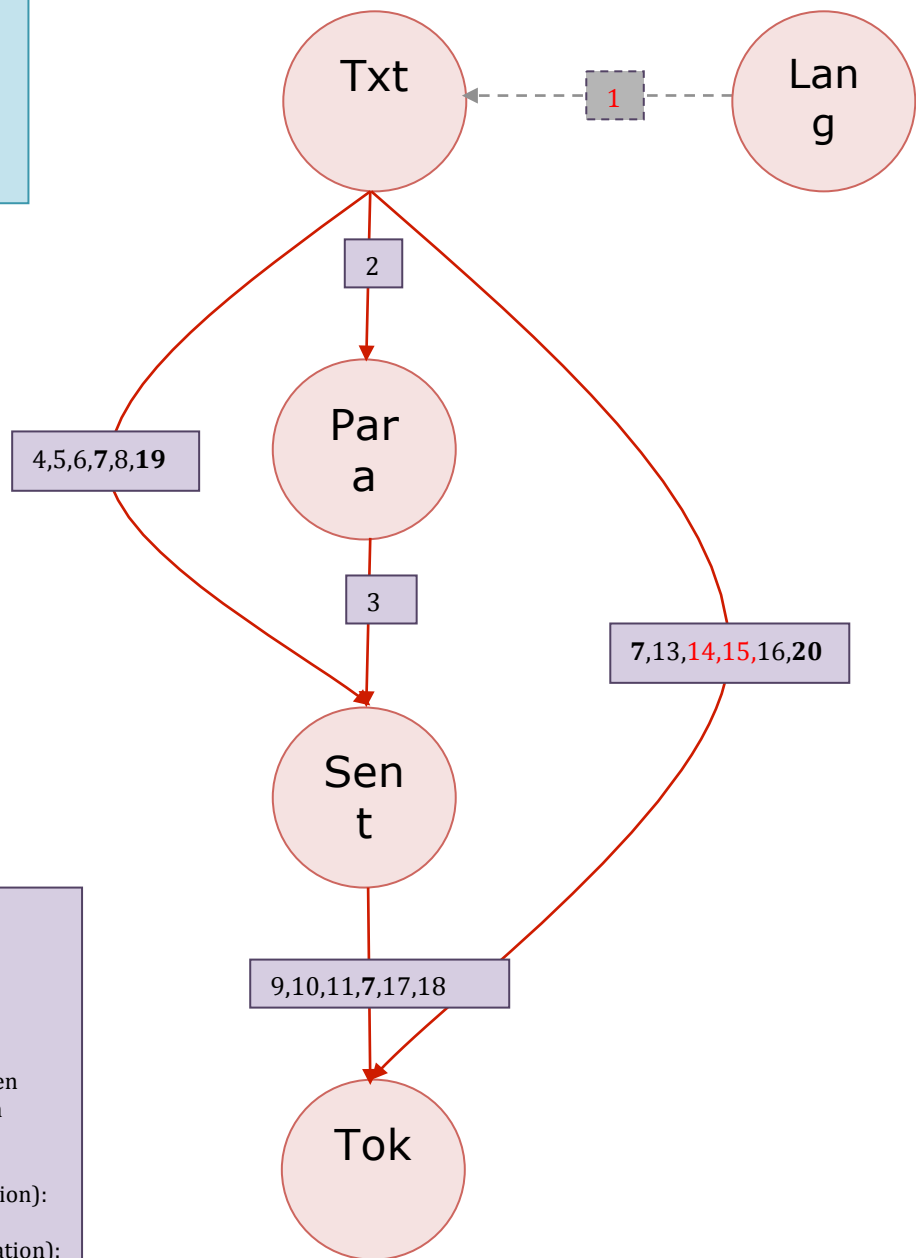 Txt
Lan
g
1
2
Par
a
4,5,6,7,8,19
3
7,13,14,15,16,20
Sen
t
9,10,11,7,17,18
Tok
ion):